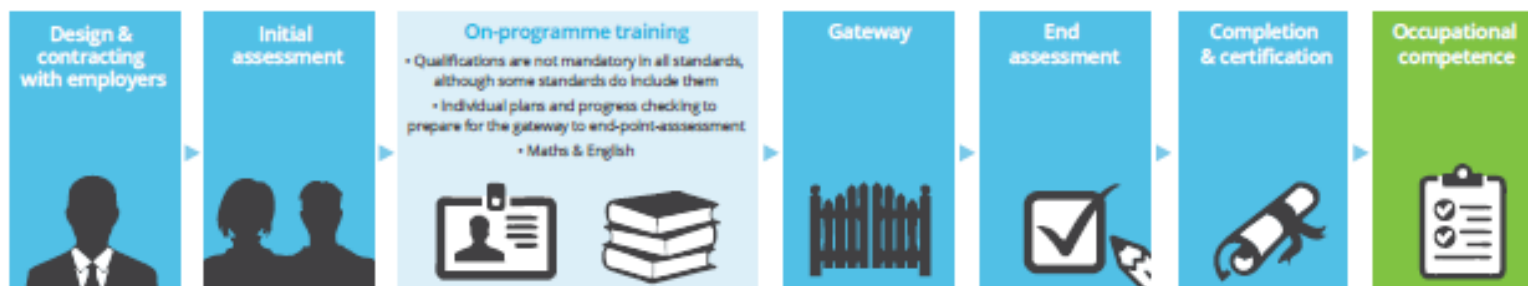 Design &
contracting
with employers
Initial
assessment
On-programme training
• Qualifications are not mandatory in all standards,
although some standards do include them
• Individual plans and progress checking to
prepare for the gateway to end-point-asssessment
• Maths & English
Gateway
End
assessment
Completion
& certification
Occupational
competence